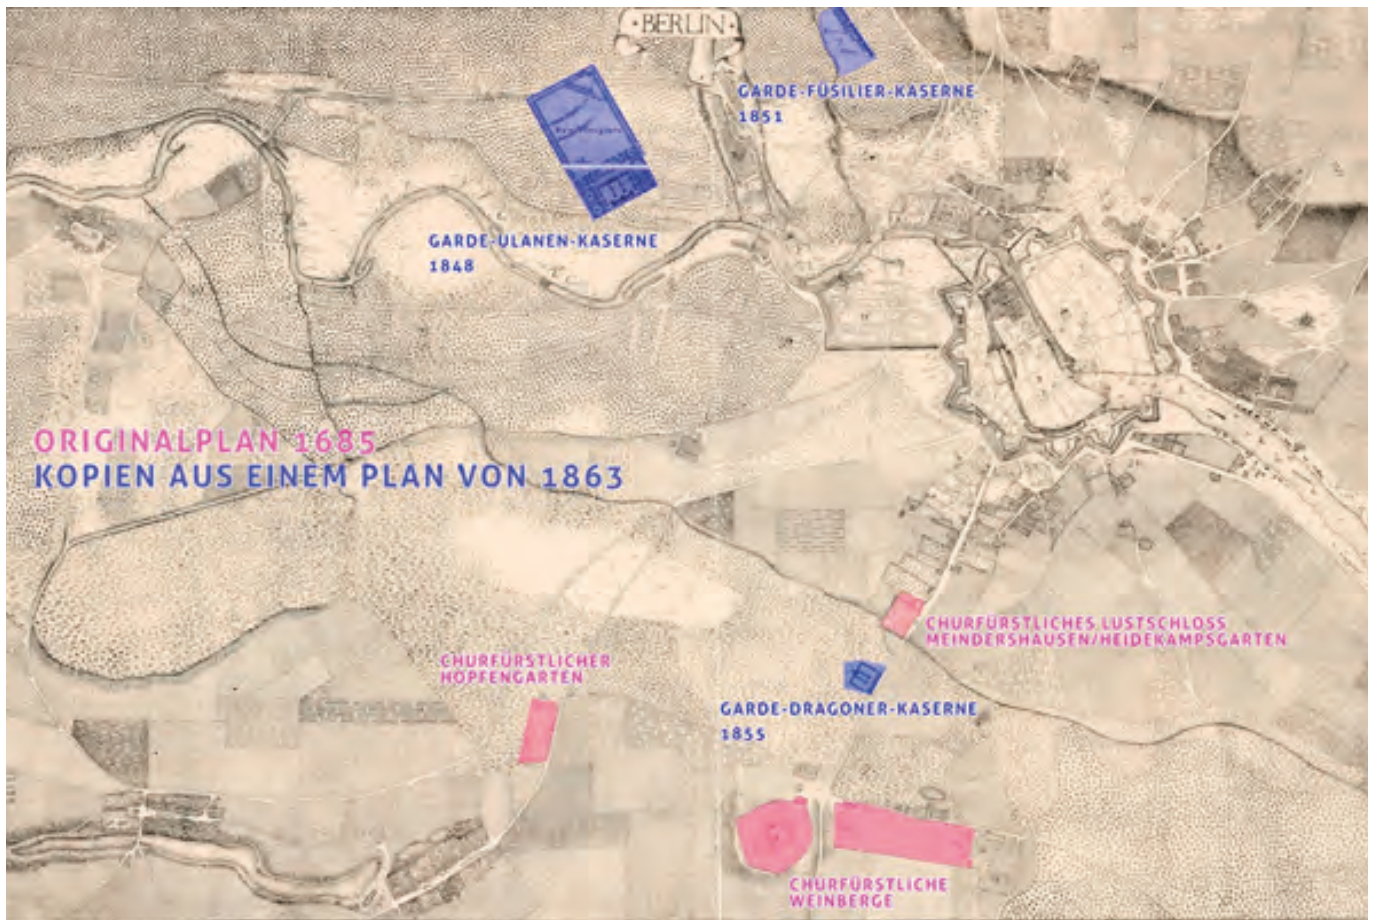 ·BERLIN·
GARDE-FÜSILIER-KASERNE
1851
GARDE-ULANEN-KASERNE
1848
ORIGINALPLAN 1685
KOPIEN AUS EINEM PLAN VON 1863
CHURFÜRSTLICHES LUSTSCHLOSS
MEINDERSHAUSEN/HEIDEKAMPSGARTEN
CHURFÜRSTLICHER
HOPFENGARTEN
GARDE-DRAGONER-KASERNE
1855
CHURFÜRSTLICHE
WEINBERGE